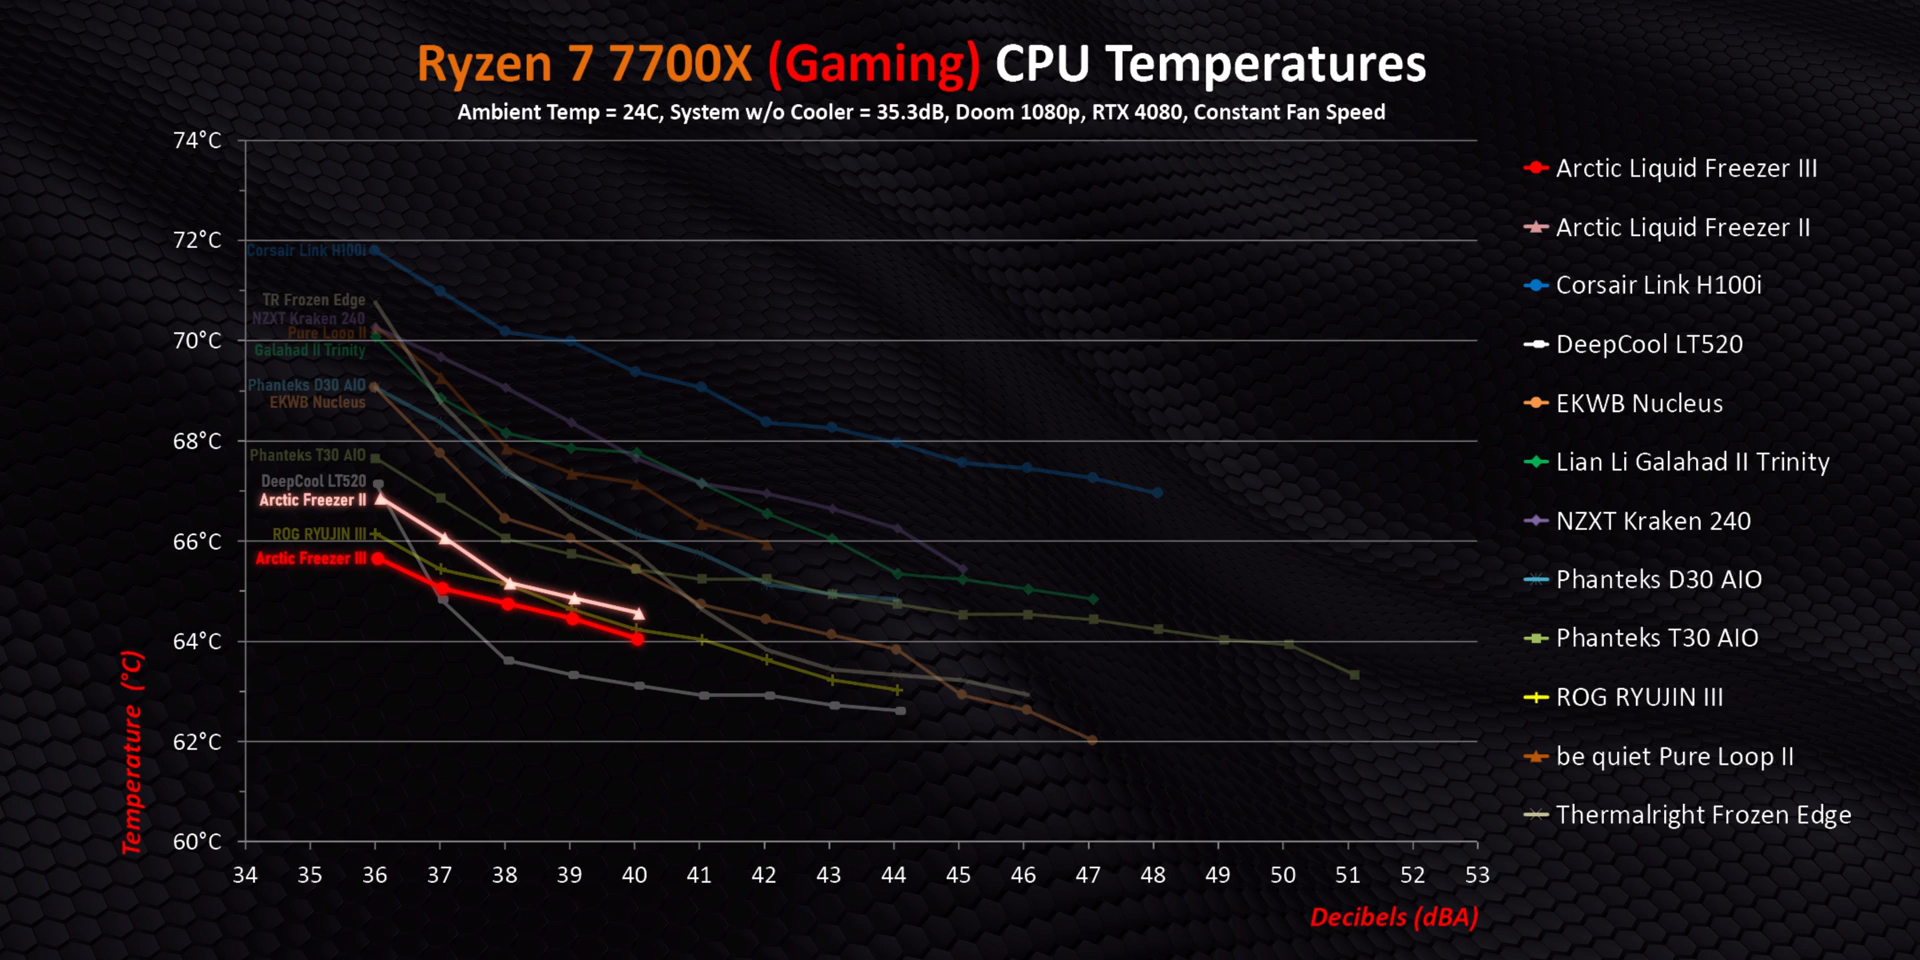 Ryzen 7 7700X (Gaming) CPU Temperatures
Ambient Temp = 24C, System w/o Cooler = 35.3dB, Doom 1080p, RTX 4080, Constant Fan Speed
74°C
72°C
70°C
68°C
66°C
64°C
62°C
60°C
Temperature (°C)
Corsair Link H100i
TR Frozen Edge
NZXT Kraken 240
Pure Loop II
Galahad II Trinity
Phanteks D30 AIO
EKWB Nucleus
Phanteks T30 AIO
DeepCool LT520
Arctic Freezer II
ROG RYUJIN III
Arctic Freezer III
34 35 36 37 38 39 40 41 42 43 44 45 46 47 48 49 50 51 52 53
Decibels (dBA)
Arctic Liquid Freezer III
Arctic Liquid Freezer II
Corsair Link H100i
DeepCool LT520
EKWB Nucleus
Lian Li Galahad II Trinity
NZXT Kraken 240
Phanteks D30 AIO
Phanteks T30 AIO
ROG RYUJIN III
be quiet Pure Loop II
Thermalright Frozen Edge